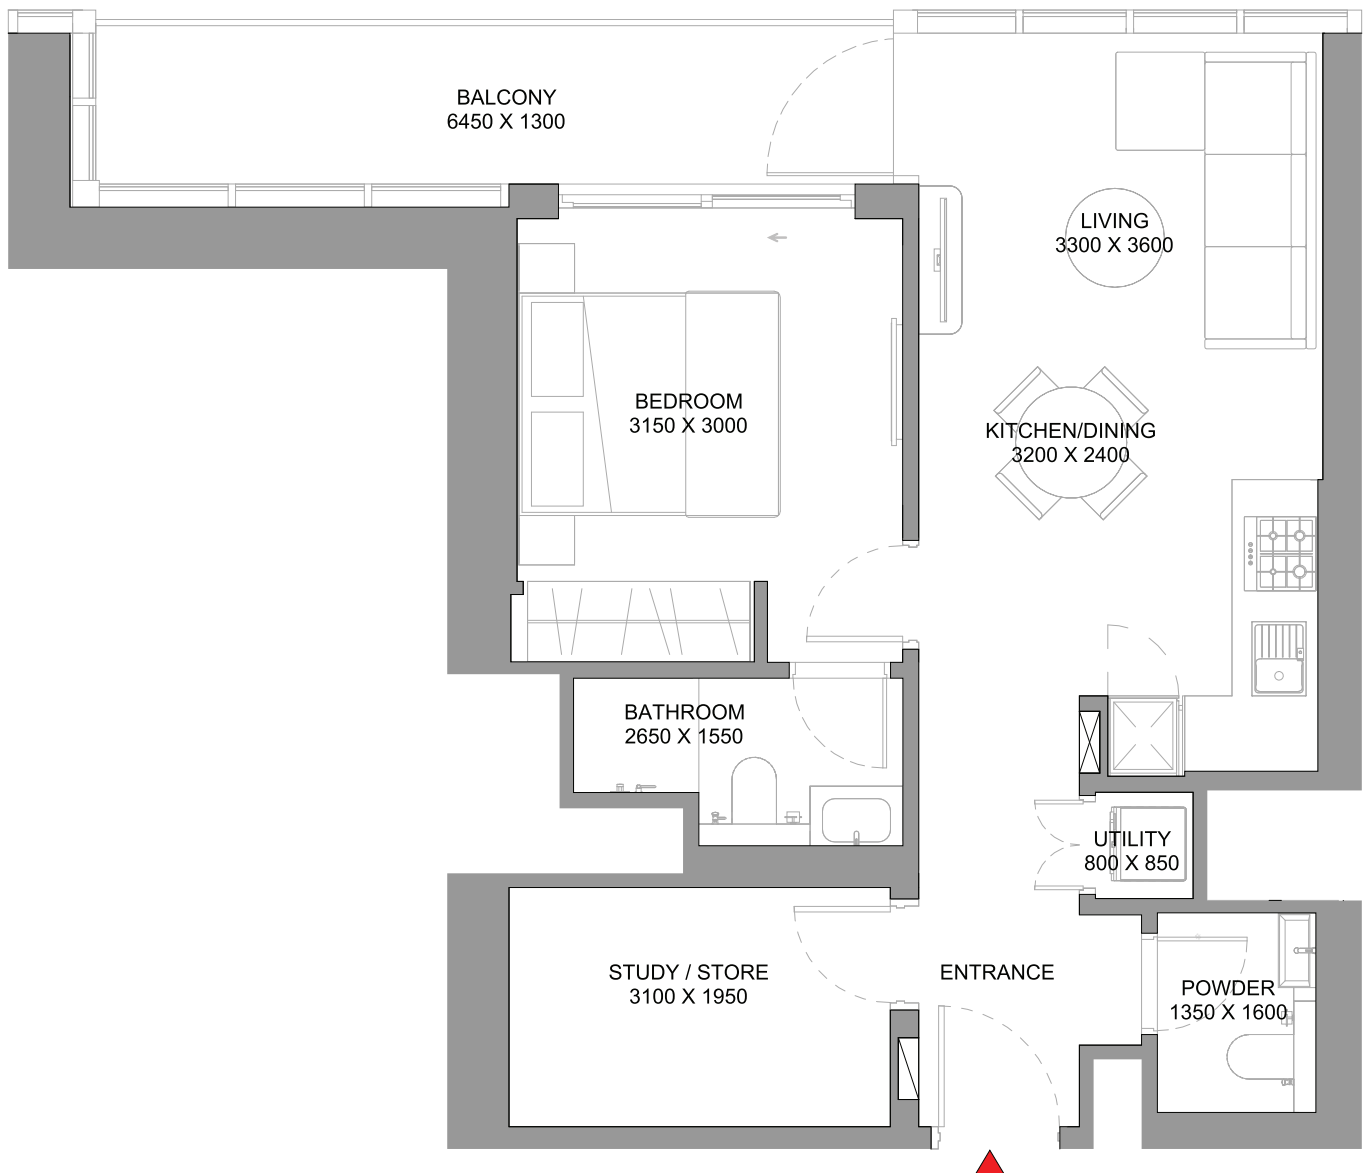 BALCONY
6450 X 1300
LIVING
3300 X 3600
BEDROOM
3150 X 3000
KITCHEN/DINING
3200 X 2400
BATHROOM
2650 X 1550
UTILITY
800 X 850
STUDY / STORE
3100 X 1950
ENTRANCE
POWDER
1350 X 1600